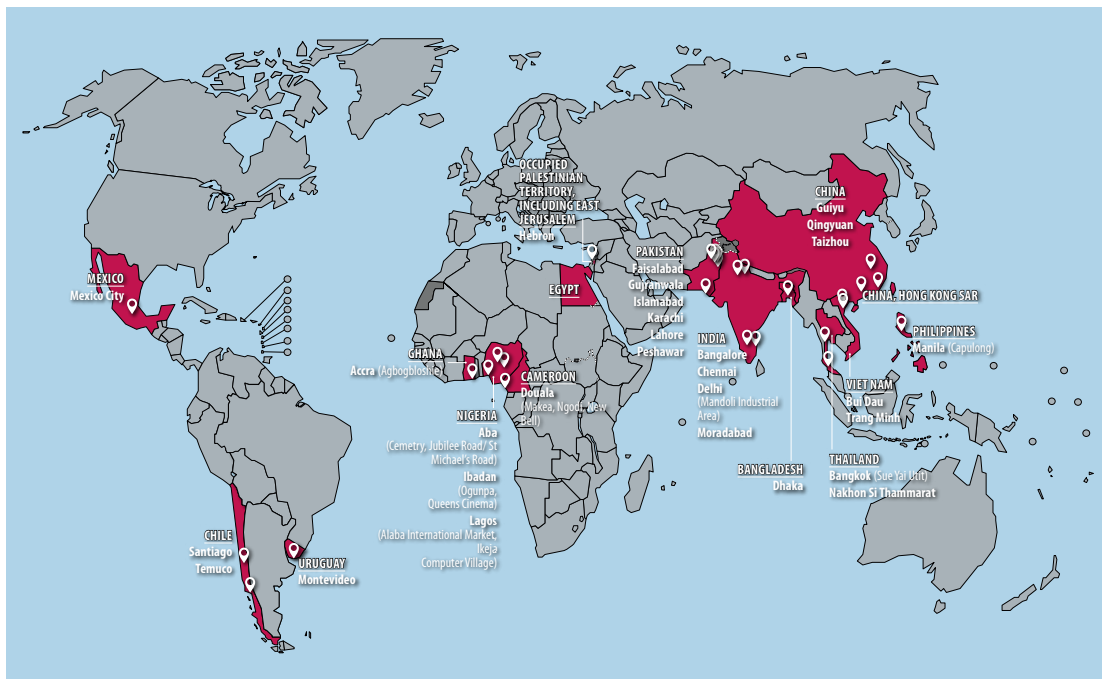 OCCUPIED
PALESTINIAN
TERRITORY,
INCLUDING EAST
JERUSALEM
Hebron
CHINA
Guiyu
Qingyuan
Taizhou
PAKISTAN
Faisalabad
Gujranwala
Islamabad
Karachi
Lahore
Peshawar
MEXICO
Mexico City
EGYPT
CHINA, HONG KONG SAR
PHILIPPINES
Manila (Capulong)
INDIA
Bangalore
Chennai
Delhi
(Mandoli Industrial
Area)
Moradabad
GHANA
Accra (Agbogbloshie)
CAMEROON
Douala
(Makea, Ngodi, New
Bell)
VIET NAM
Bui Dau
Trang Minh
NIGERIA
Aba
(Cemetry, Jubilee Road/ St
Michael's Road)
Ibadan
(Ogunpa,
Queens Cinema)
Lagos
(Alaba International Market,
Ikeja
Computer Village)
BANGLADESH
Dhaka
THAILAND
Bangkok (Sue Yai Utit)
Nakhon Si Thammarat
CHILE
Santiago
Temuco
URUGUAY
Montevideo